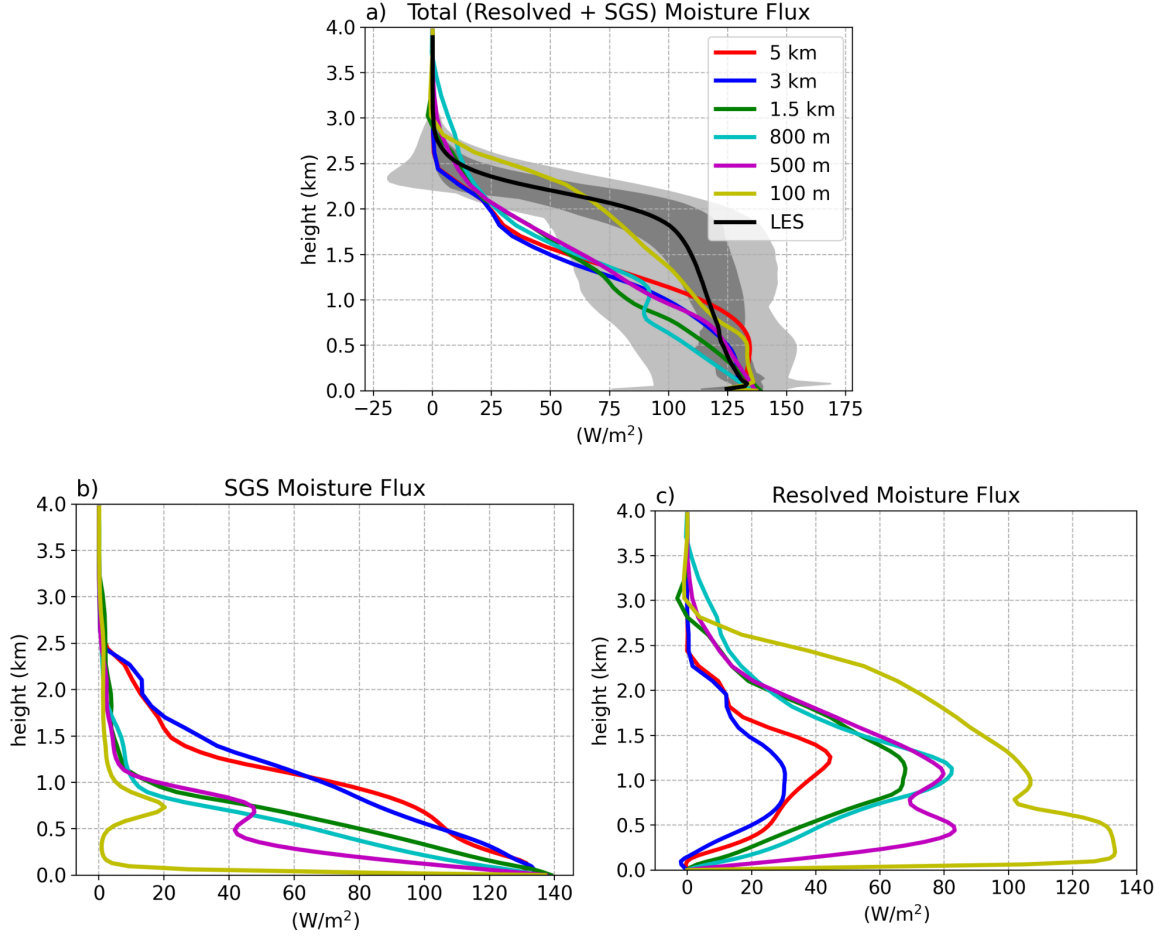 a) Total (Resolved + SGS) Moisture Flux
4.0
3.5
3.0
2.5
2.0
1.5
1.0
0.5
0.0
height (km)
5 km
3 km
1.5 km
800 m
500 m
100 m
LES
−25 0 25 50 75 100 125 150 175
(W/m²)
b) SGS Moisture Flux
4.0
3.5
3.0
2.5
2.0
1.5
1.0
0.5
0.0
height (km)
0 20 40 60 80 100 120 140
(W/m²)
c) Resolved Moisture Flux
4.0
3.5
3.0
2.5
2.0
1.5
1.0
0.5
0.0
height (km)
0 20 40 60 80 100 120 140
(W/m²)